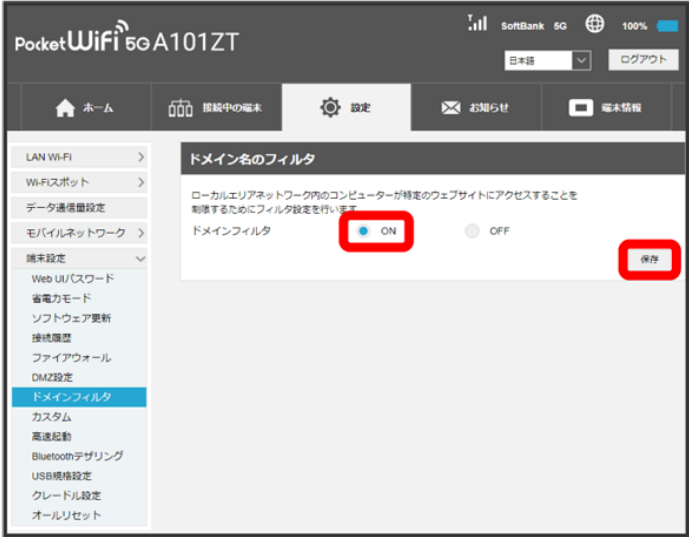 Pocket WiFi 5G A101ZT
SoftBank 5G 100%
日本語
ログアウト
ホーム
接続中の端末
設定
お知らせ
端末情報
LAN Wi-Fi
Wi-Fiスポット
データ通信量設定
モバイルネットワーク
端末設定
Web UIパスワード
省電力モード
ソフトウェア更新
接続履歴
ファイアウォール
DMZ設定
ドメインフィルタ
カスタム
高速起動
Bluetoothテザリング
USB規格設定
クレードル設定
オールリセット
ドメイン名のフィルタ
ローカルエリアネットワーク内のコンピューターが特定のウェブサイトにアクセスすることを
制限するためにフィルタ設定を行います
ドメインフィルタ ON OFF
保存